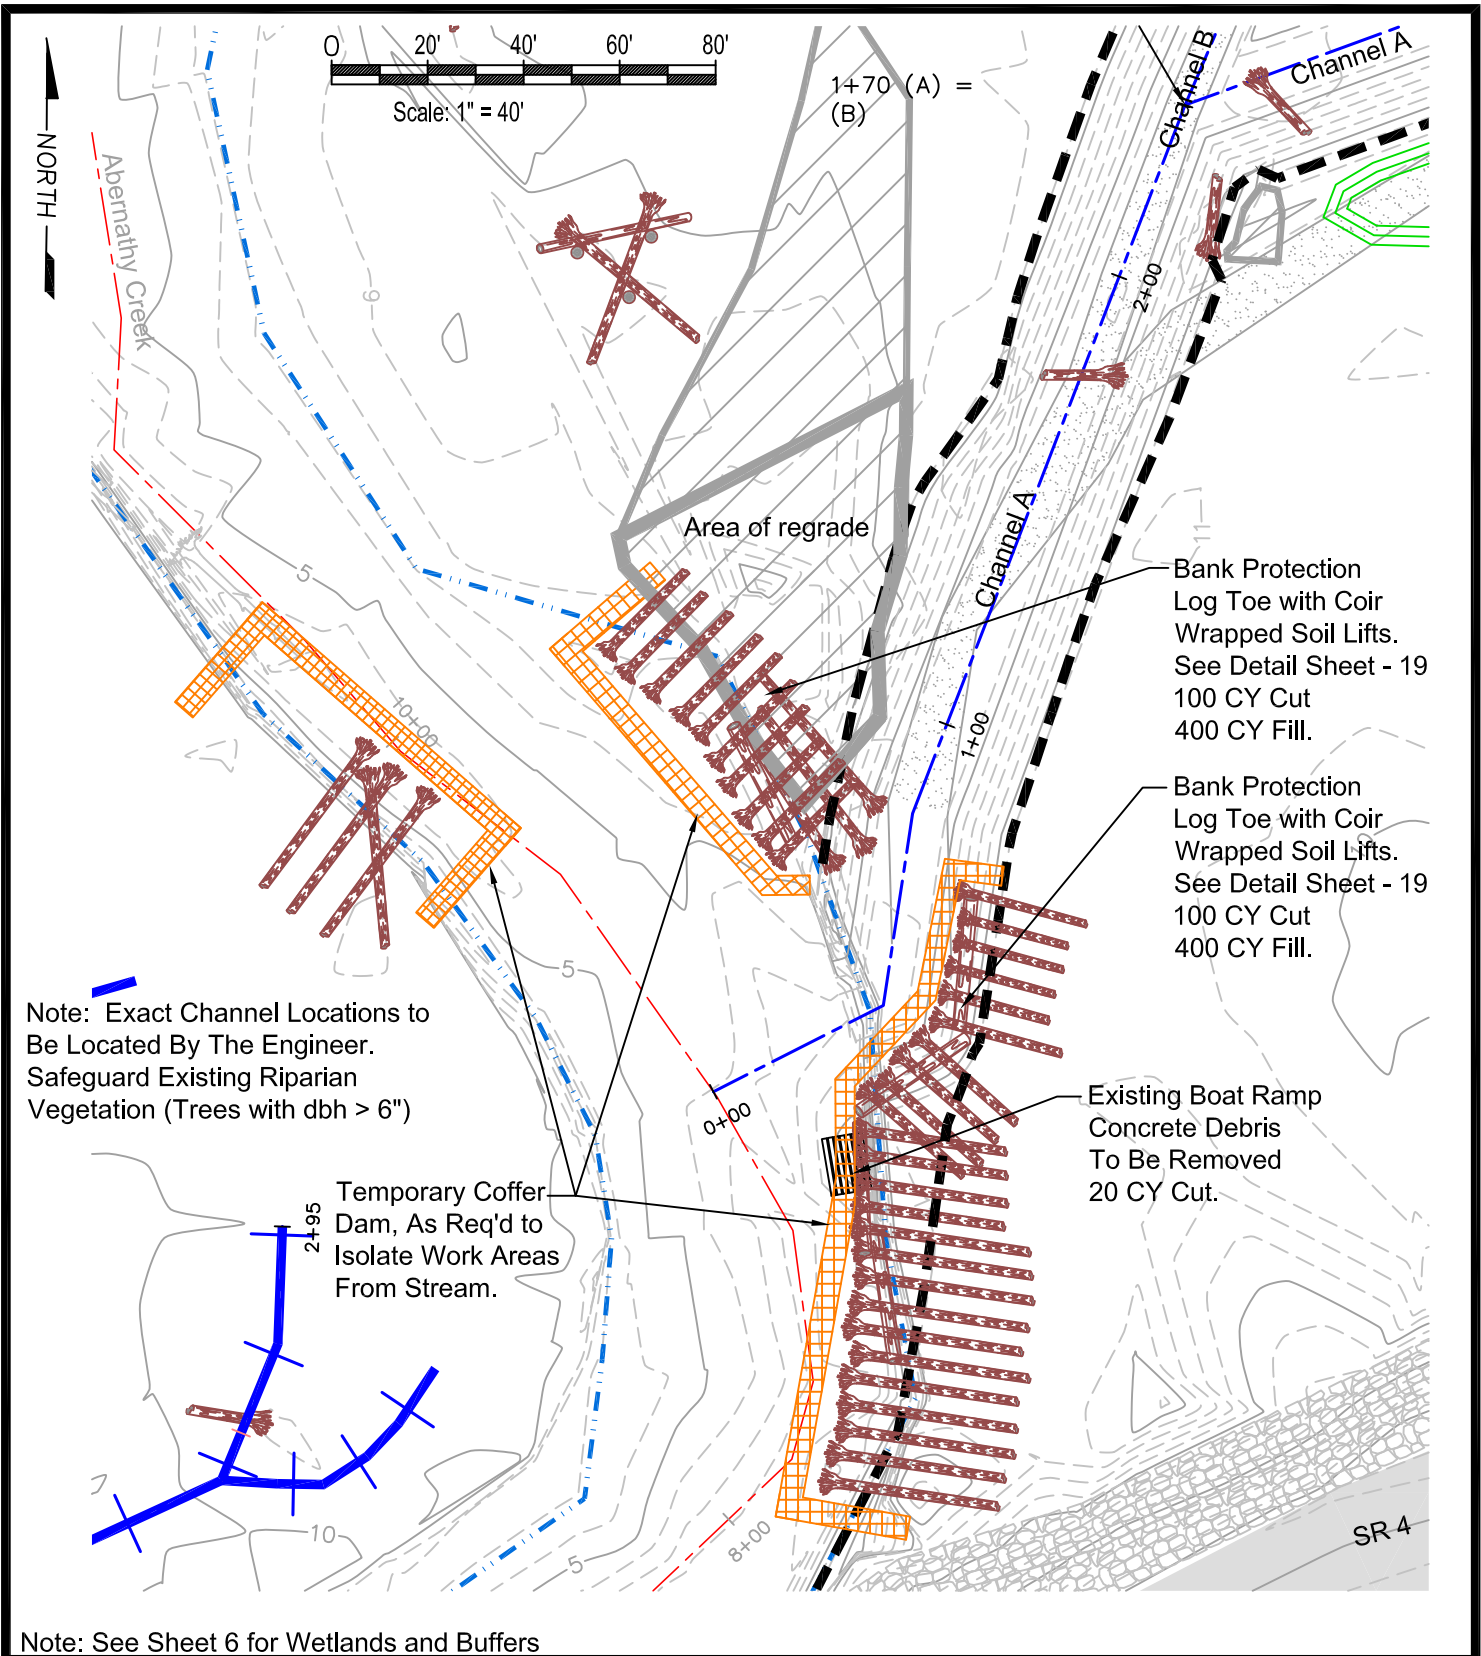 0 20' 40' 60' 80'
Scale: 1" = 40'
NORTH
Abernathy Creek
1+70 (A) =
(B)
Channel B
Channel A
9
2+00
11
Area of regrade
Channel A
5
10+00
1+00
Bank Protection
Log Toe with Coir
Wrapped Soil Lifts.
See Detail Sheet - 19
100 CY Cut
400 CY Fill.
Bank Protection
Log Toe with Coir
Wrapped Soil Lifts.
See Detail Sheet - 19
100 CY Cut
400 CY Fill.
10
5
Note: Exact Channel Locations to
Be Located By The Engineer.
Safeguard Existing Riparian
Vegetation (Trees with dbh > 6")
0+00
Existing Boat Ramp
Concrete Debris
To Be Removed
20 CY Cut.
Temporary Coffer
Dam, As Req'd to
Isolate Work Areas
From Stream.
2+95
10
5
8+00
SR 4
Note: See Sheet 6 for Wetlands and Buffers